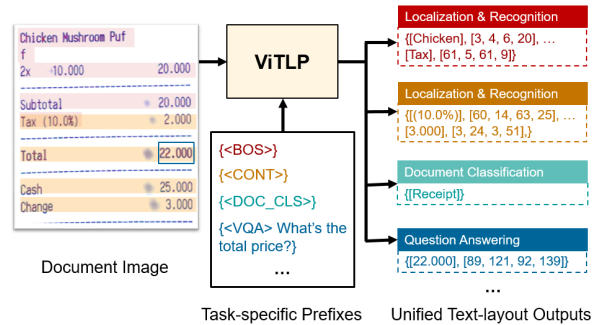 Chicken Mushroom Puf
f
2x 10.000 20.000
Subtotal 20.000
Tax (10.0%) 2.000
Total 22.000
Cash 25.000
Change 3.000
Document Image
ViTLP
{<BOS>}
{<CONT>}
{<DOC_CLS>}
{<VQA> What's the
total price?}
...
Task-specific Prefixes
Localization & Recognition
{[Chicken], [3, 4, 6, 20], ...
[Tax], [61, 5, 61, 9]}
Localization & Recognition
{[(10.0%)], [60, 14, 63, 25], ...
[3.000], [3, 24, 3, 51],}
Document Classification
{[Receipt]}
Question Answering
{[22.000], [89, 121, 92, 139]}
...
Unified Text-layout Outputs